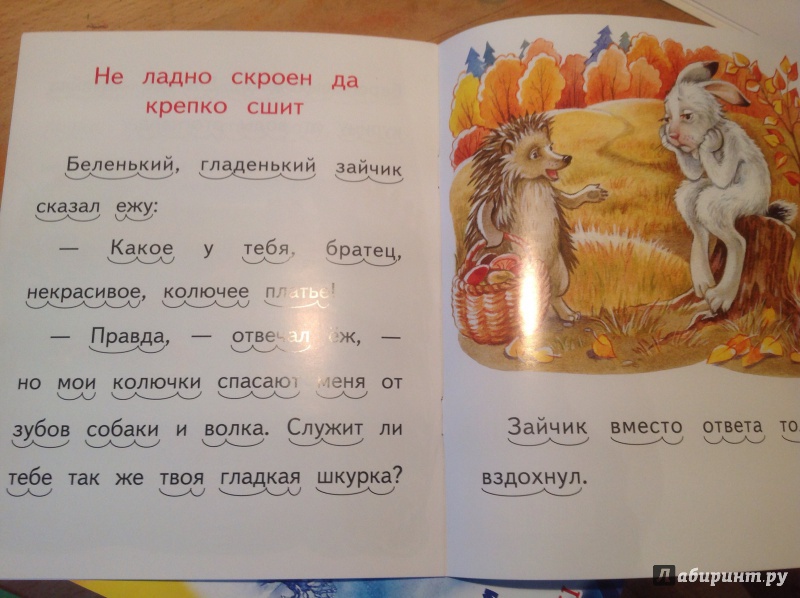 Не ладно скроен да
крепко сшит
Беленький, гладенький зайчик
сказал ежу:
— Какое у тебя, братец,
некрасивое, колючее платье!
— Правда, — отвечал ёж, —
но мои колючки спасают меня от
зубов собаки и волка. Служит ли
тебе так же твоя гладкая шкурка?
Зайчик вместо ответа
вздохнул.
Лабиринт.ру